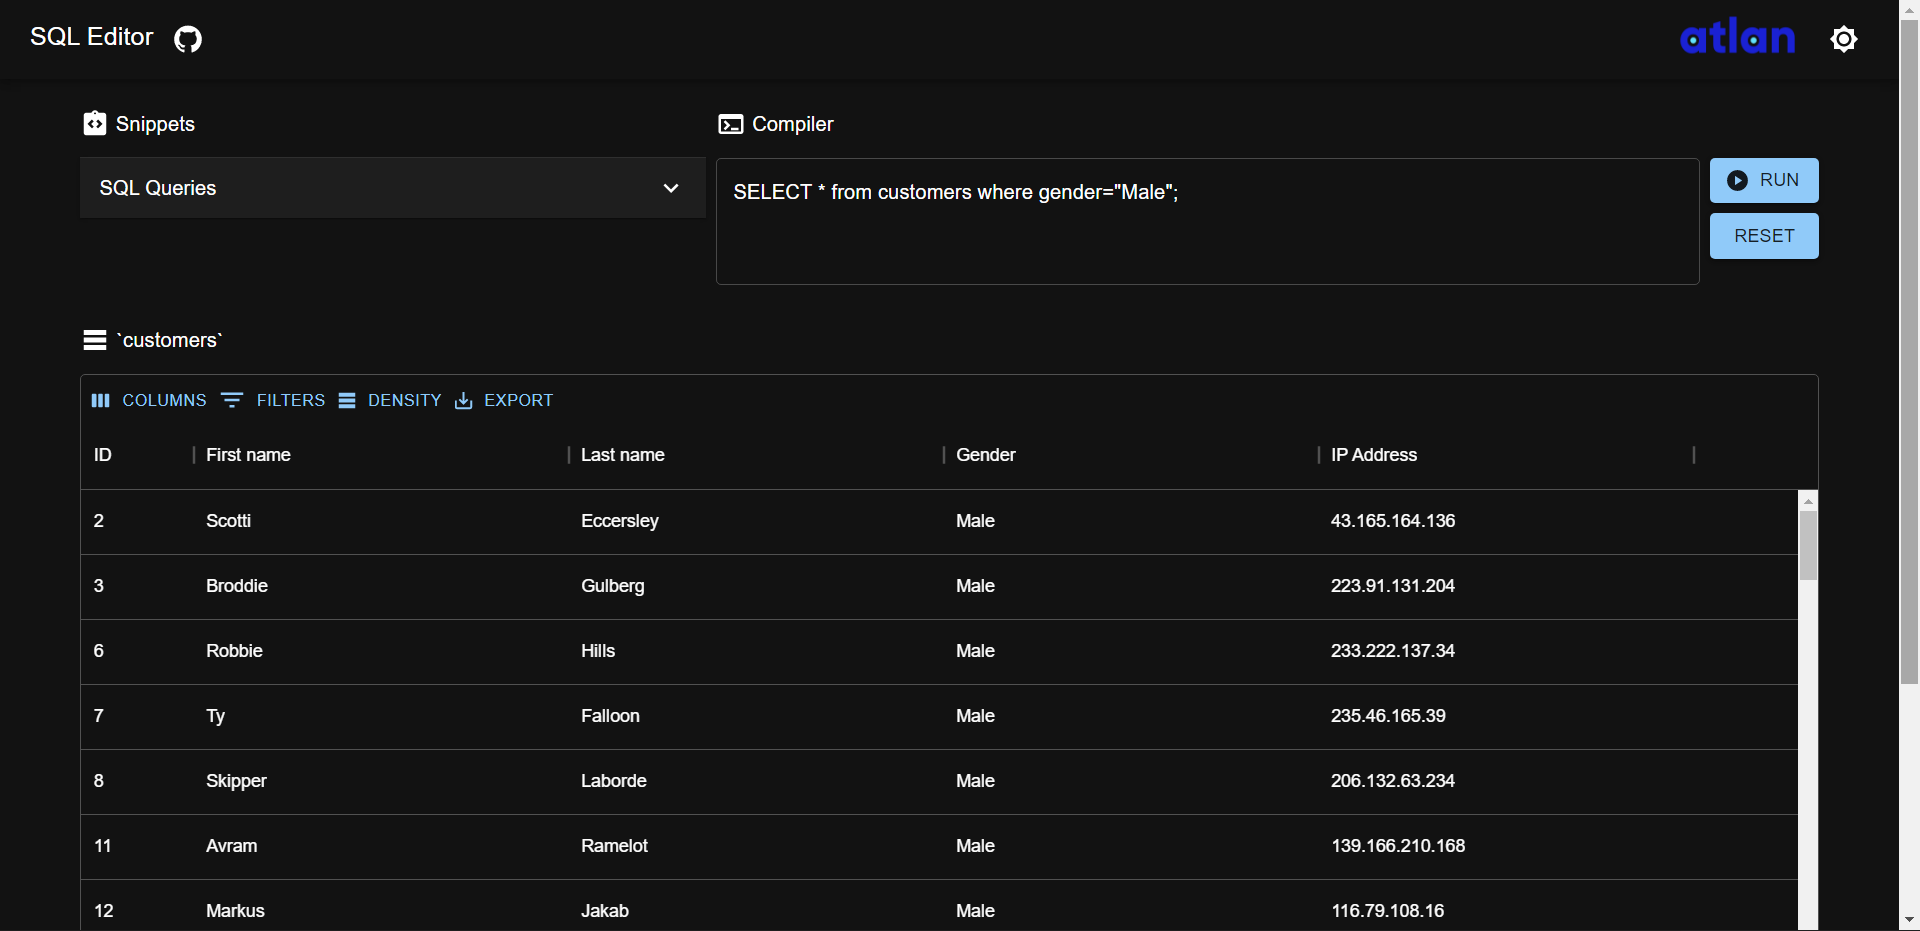 SQL Editor
atlan
Snippets
Compiler
SQL Queries
SELECT * from customers where gender="Male";
RUN
RESET
`customers`
COLUMNS FILTERS DENSITY EXPORT
ID First name Last name Gender IP Address
2 Scotti Eccersley Male 43.165.164.136
3 Broddie Gulberg Male 223.91.131.204
6 Robbie Hills Male 233.222.137.34
7 Ty Falloon Male 235.46.165.39
8 Skipper Laborde Male 206.132.63.234
11 Avram Ramelot Male 139.166.210.168
12 Markus Jakab Male 116.79.108.16